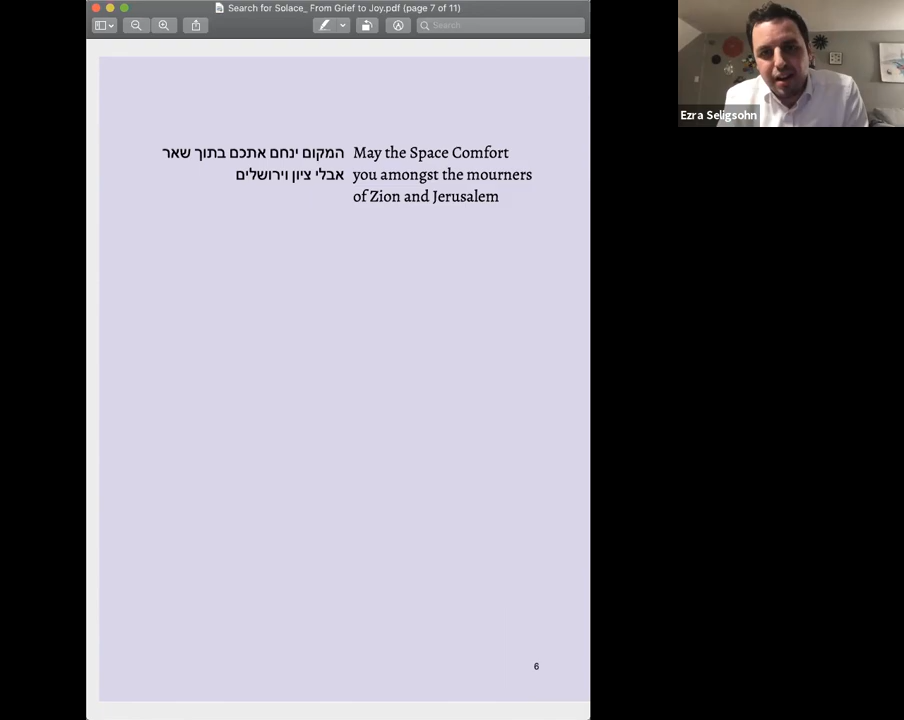 Search for Solace_ From Grief to Joy.pdf (page 7 of 11)
Search
Ezra Seligsohn
המקום ינחם אתכם בתוך שאר
אבלי ציון וירושלים
May the Space Comfort
you amongst the mourners
of Zion and Jerusalem
6